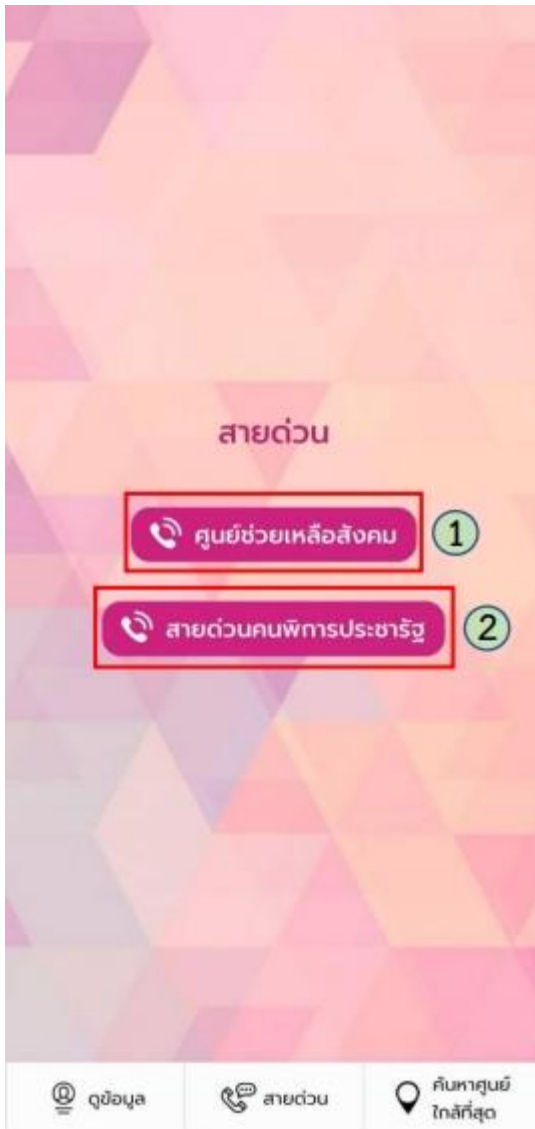 สายด่วน
ศูนย์ช่วยเหลือสังคม
1
สายด่วนคนพิการประชารัฐ
2
ดูข้อมูล
สายด่วน
ค้นหาศูนย์
ใกล้ที่สุด